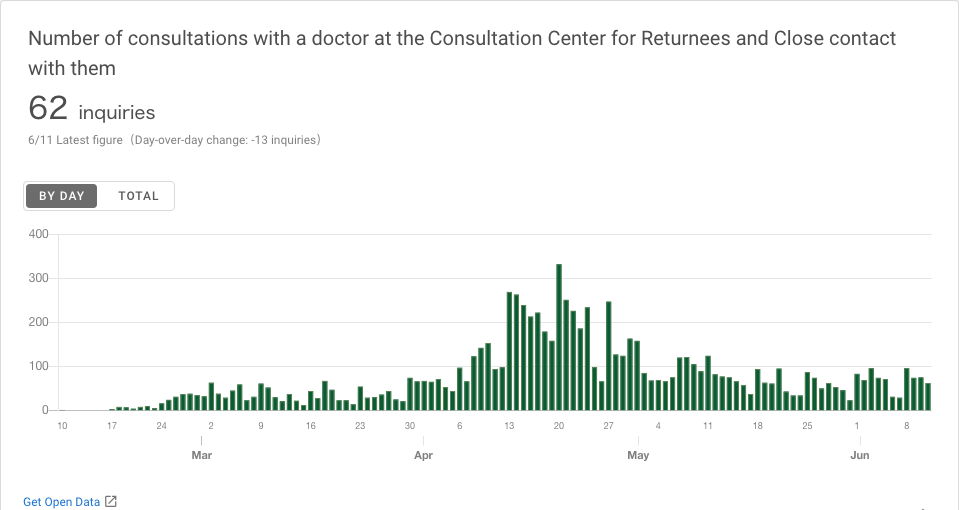 Number of consultations with a doctor at the Consultation Center for Returnees and Close contact
with them
62 inquiries
6/11 Latest figure（Day-over-day change: -13 inquiries）
BY DAY TOTAL
400
300
200
100
0
10 17 24 2 9 16 23 30 6 13 20 27 4 11 18 25 1 8
Mar Apr May Jun
Get Open Data